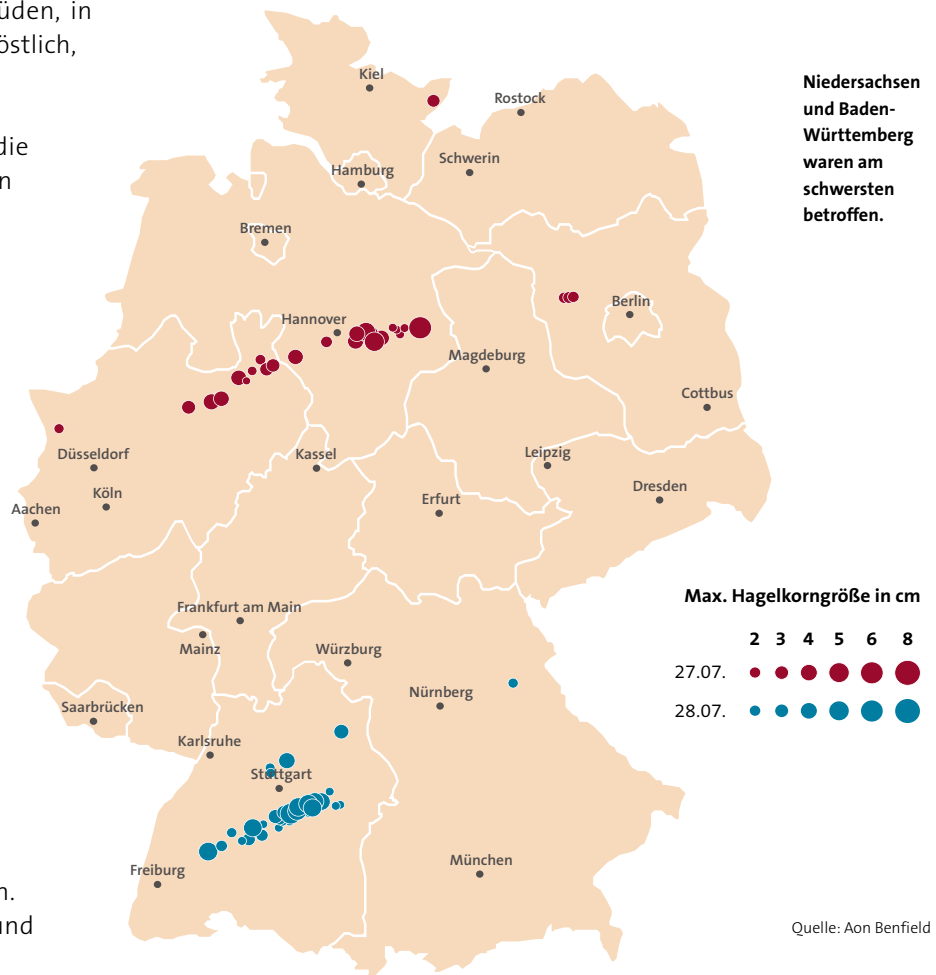 üden, in
östlich,
die
n
n.
und
Kiel
Rostock
Schwerin
Hamburg
Bremen
Berlin
Hannover
Magdeburg
Cottbus
Düsseldorf
Kassel
Leipzig
Köln
Dresden
Aachen
Erfurt
Frankfurt am Main
Mainz
Würzburg
Nürnberg
Saarbrücken
Karlsruhe
Stuttgart
München
Freiburg
Niedersachsen
und Baden-
Württemberg
waren am
schwersten
betroffen.
Max. Hagelkorngröße in cm
2 3 4 5 6 8
27.07.
28.07.
Quelle: Aon Benfield